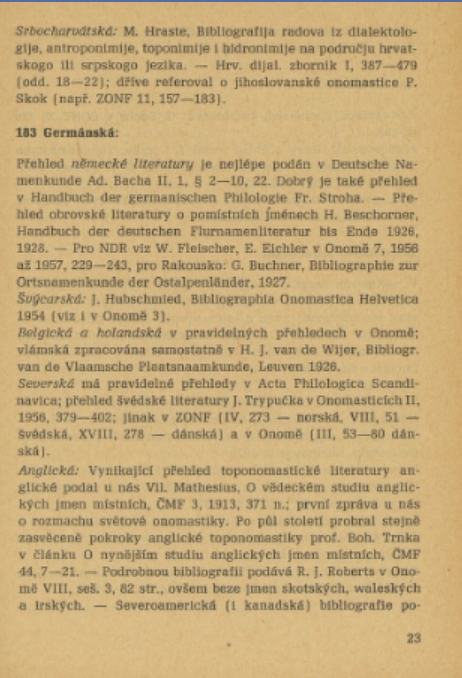 Srbocharvátská: M. Hraste, Bibliografija radova iz dialektolo-
gije, antroponimije, toponimije i hidronimije na području hrvat-
skogo ili srpskogo jezika. — Hrv. dijal. zbornik I, 387—479
(odd. 18—22); dříve referoval o jihoslovanské onomastice P.
Skok (např. ZONF 11, 157—183).
183 Germánská:
Přehled německé literatury je nejlépe podán v Deutsche Na-
menkunde Ad. Bacha II, 1, § 2—10, 22. Dobrý je také přehled
v Handbuch der germanischen Philologie Fr. Stroha. — Pře-
hled obrovské literatury o pomístních jménech H. Beschorner,
Handbuch der deutschen Flurnamenliteratur bis Ende 1926,
1928. — Pro NDR viz W. Fleischer, E. Eichler v Onomě 7, 1956
až 1957, 229—243, pro Rakousko: G. Buchner, Bibliographie zur
Ortsnamenkunde der Ostalpenländer, 1927.
Švýcarská: J. Hubschmied, Bibliographia Onomastica Helvetica
1954 (viz i v Onomě 3).
Belgická a holandská v pravidelných přehledech v Onomě;
vlámská zpracována samostatně v H. J. van de Wijer, Bibliogr.
van de Vlaamsche Plaatsnaamkunde, Leuven 1926.
Severská má pravidelné přehledy v Acta Philologica Scandi-
navica; přehled švédské literatury J. Trypućka v Onomasticích II,
1956, 379—402; jinak v ZONF (IV, 273 — norská, VIII, 51 —
švédská, XVIII, 278 — dánská) a v Onomě (III, 53—80 dán-
ská).
Anglická: Vynikající přehled toponomastické literatury an-
glické podal u nás Vil. Mathesius, O vědeckém studiu anglic-
kých jmen místních, ČMF 3, 1913, 371 n.; první zpráva u nás
o rozmachu světové onomastiky. Po půl století probral stejně
zasvěceně pokroky anglické toponomastiky prof. Boh. Trnka
v článku O nynějším studiu anglických jmen místních, ČMF
44, 7—21. — Podrobnou bibliografii podává R. J. Roberts v Ono-
mě VIII, seš. 3, 82 str., ovšem beze jmen skotských, waleských
a irských. — Severoamerická (i kanadská) bibliografie po-
23